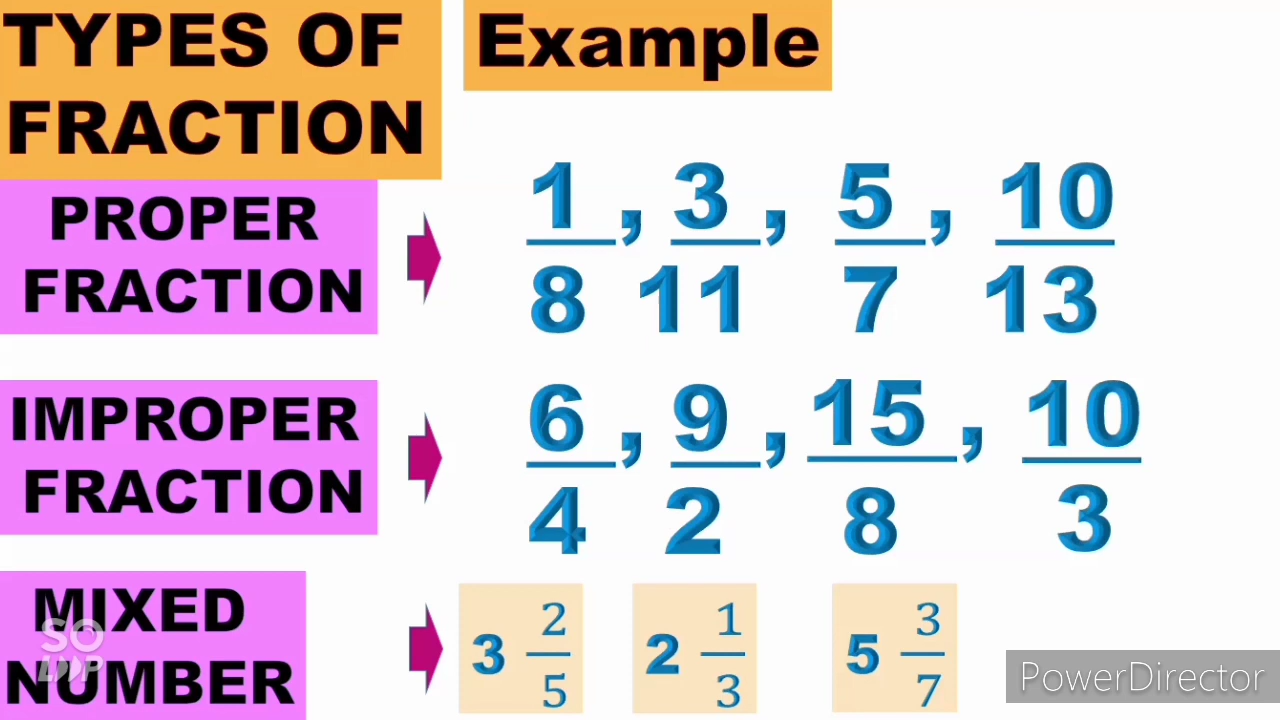 TYPES OF
FRACTION
Example
PROPER
FRACTION
1/8, 3/11, 5/7, 10/13
IMPROPER
FRACTION
6/4, 9/2, 15/8, 10/3
MIXED
NUMBER
3 2/5 2 1/3 5 3/7
PowerDirector